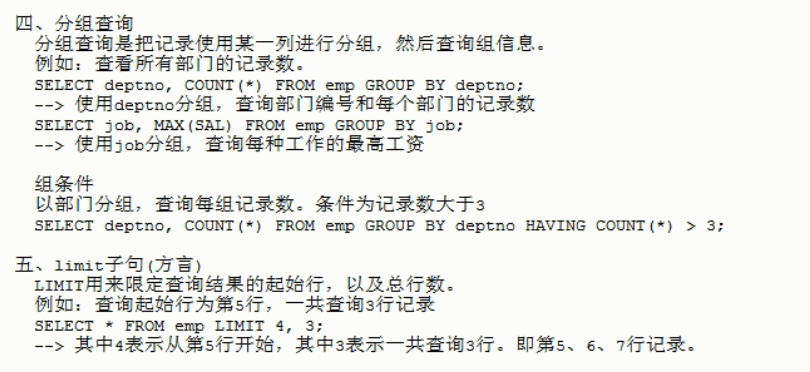 四、分组查询
分组查询是把记录使用某一列进行分组，然后查询组信息。
例如：查看所有部门的记录数。
SELECT deptno, COUNT(*) FROM emp GROUP BY deptno;
--> 使用deptno分组，查询部门编号和每个部门的记录数
SELECT job, MAX(SAL) FROM emp GROUP BY job;
--> 使用job分组，查询每种工作的最高工资
组条件
以部门分组，查询每组记录数。条件为记录数大于3
SELECT deptno, COUNT(*) FROM emp GROUP BY deptno HAVING COUNT(*) > 3;
五、limit子句(方言)
LIMIT用来限定查询结果的起始行，以及总行数。
例如：查询起始行为第5行，一共查询3行记录
SELECT * FROM emp LIMIT 4, 3;
--> 其中4表示从第5行开始，其中3表示一共查询3行。即第5、6、7行记录。